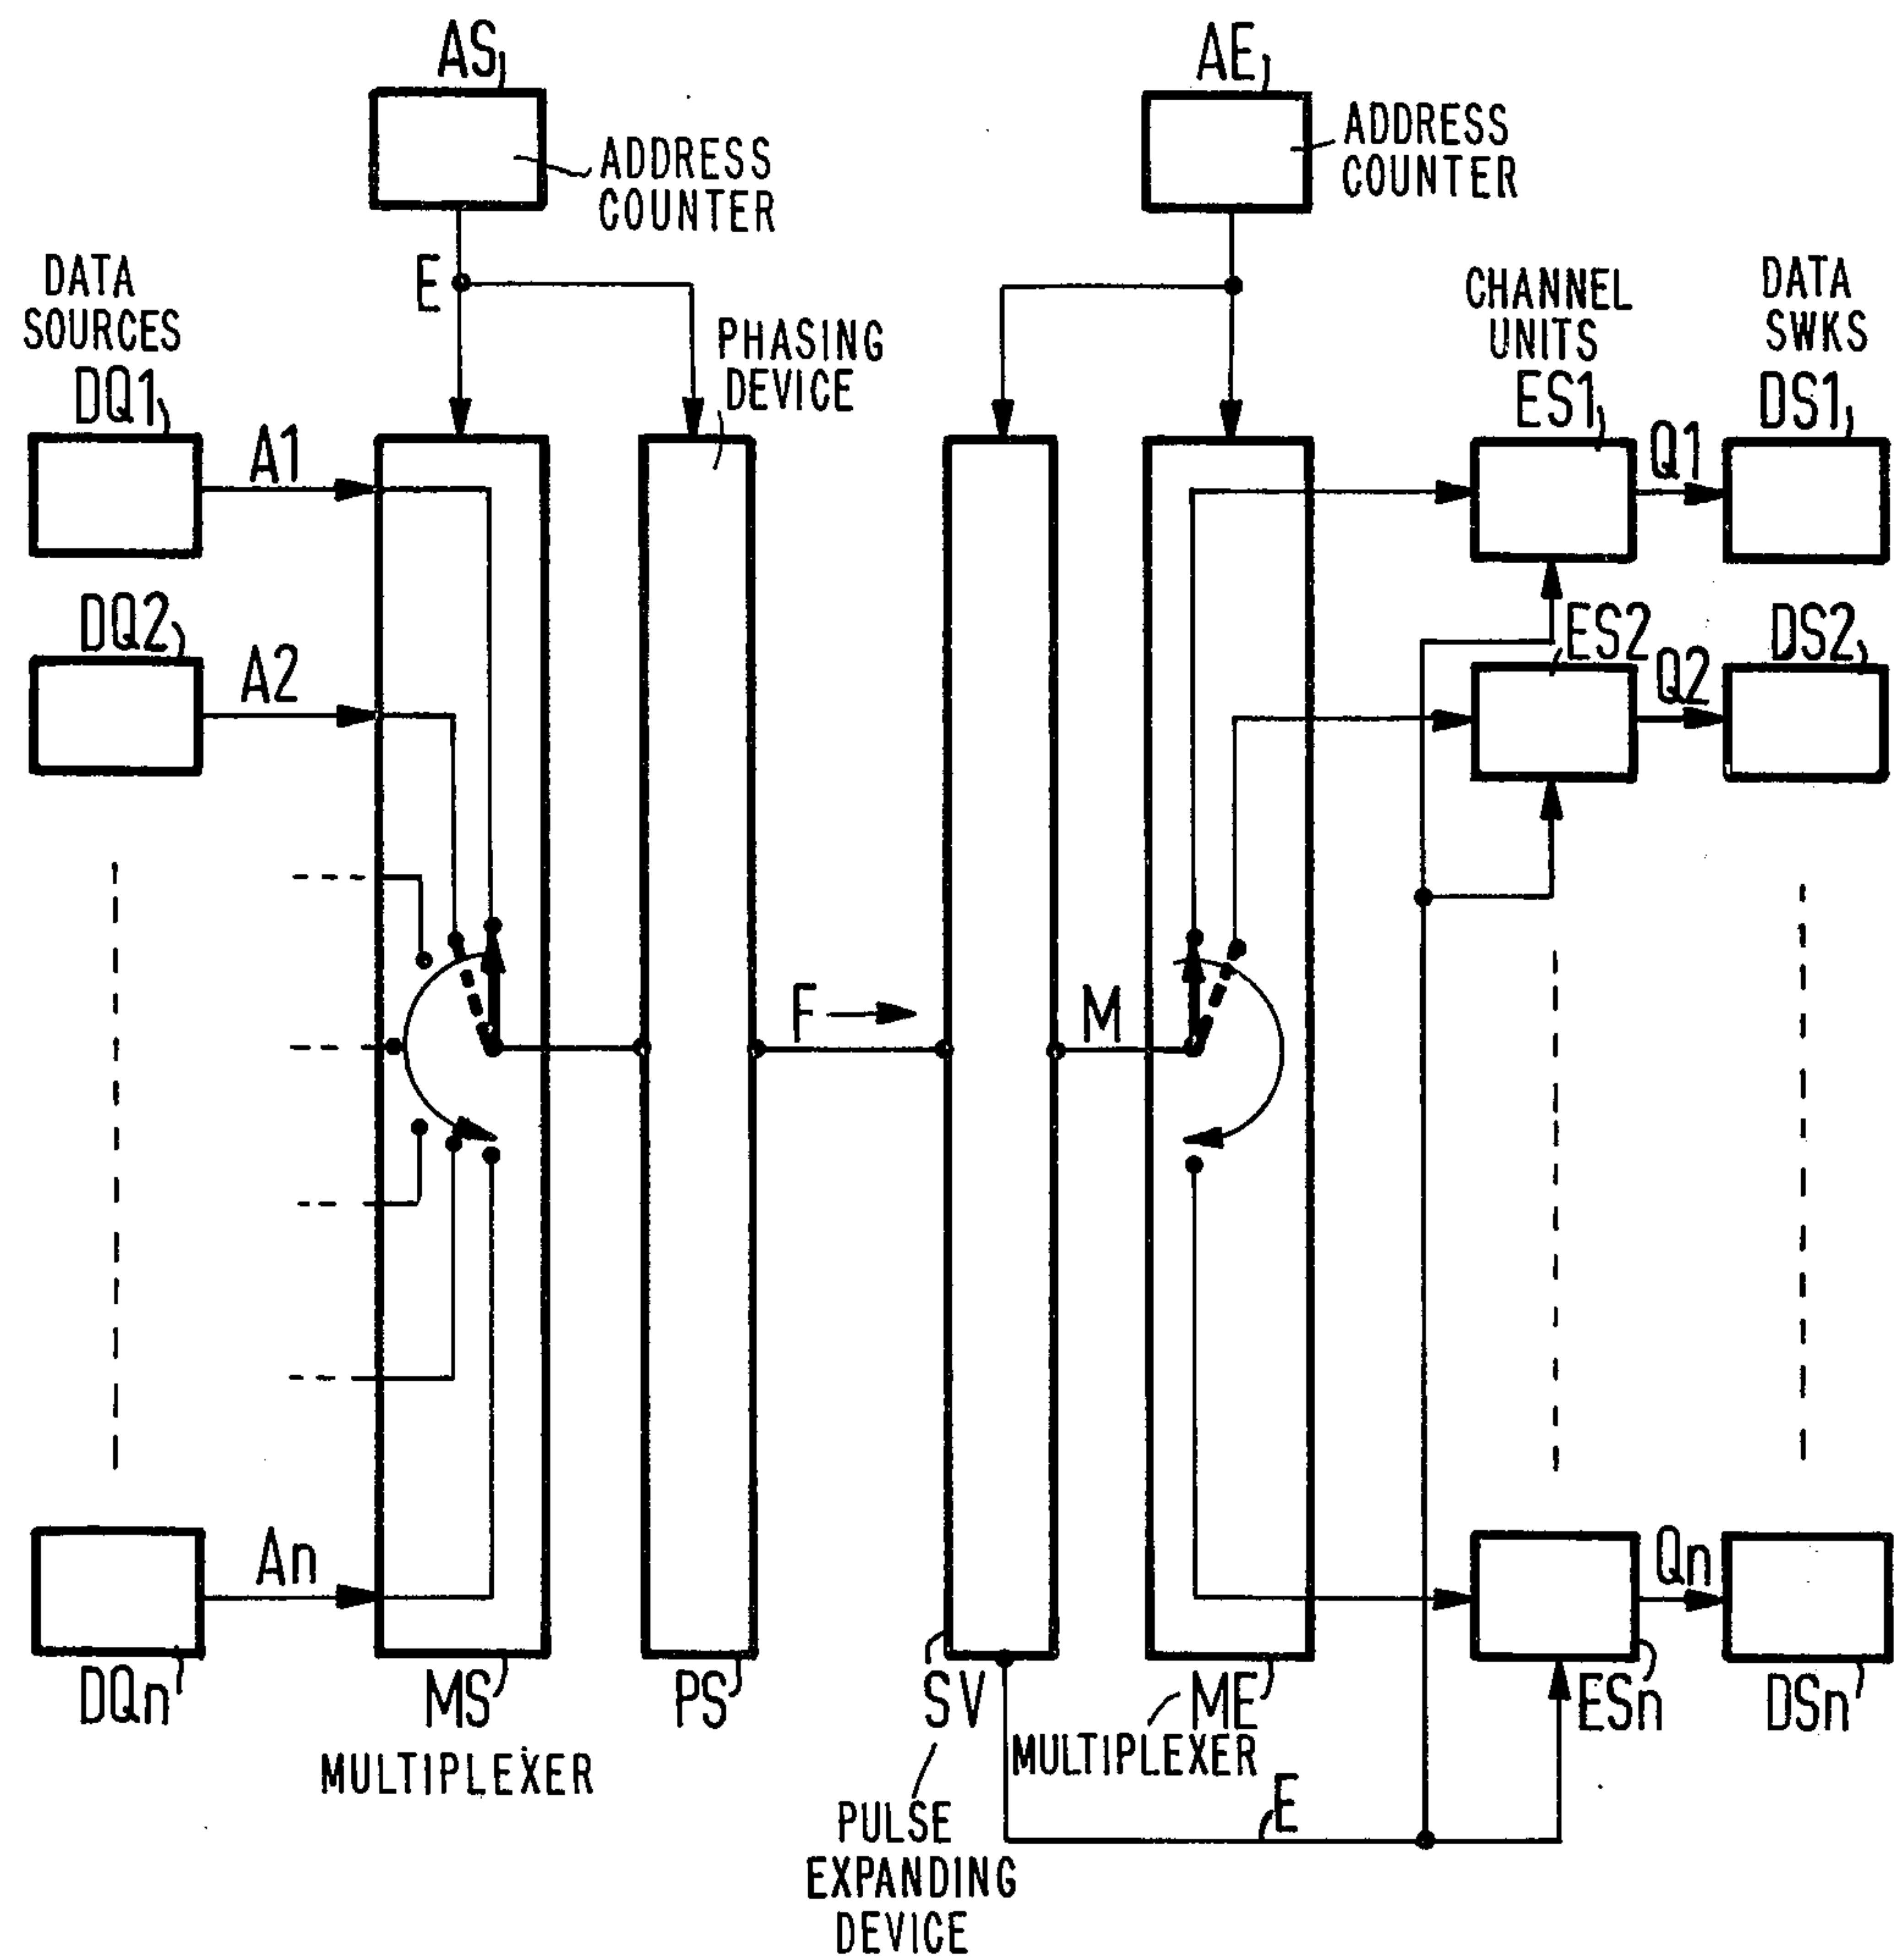 AS
AE
ADDRESS
COUNTER
ADDRESS
COUNTER
E
DATA
SOURCES
PHASING
DEVICE
CHANNEL
UNITS
DATA
SWKS
DQ1
A1
ES1
Q1
DS1
DQ2
A2
ES2
Q2
DS2
F
M
An
Qn
DQn
MS
PS
SV
ME
ESn
DSn
MULTIPLEXER
MULTIPLEXER
E
PULSE
EXPANDING
DEVICE